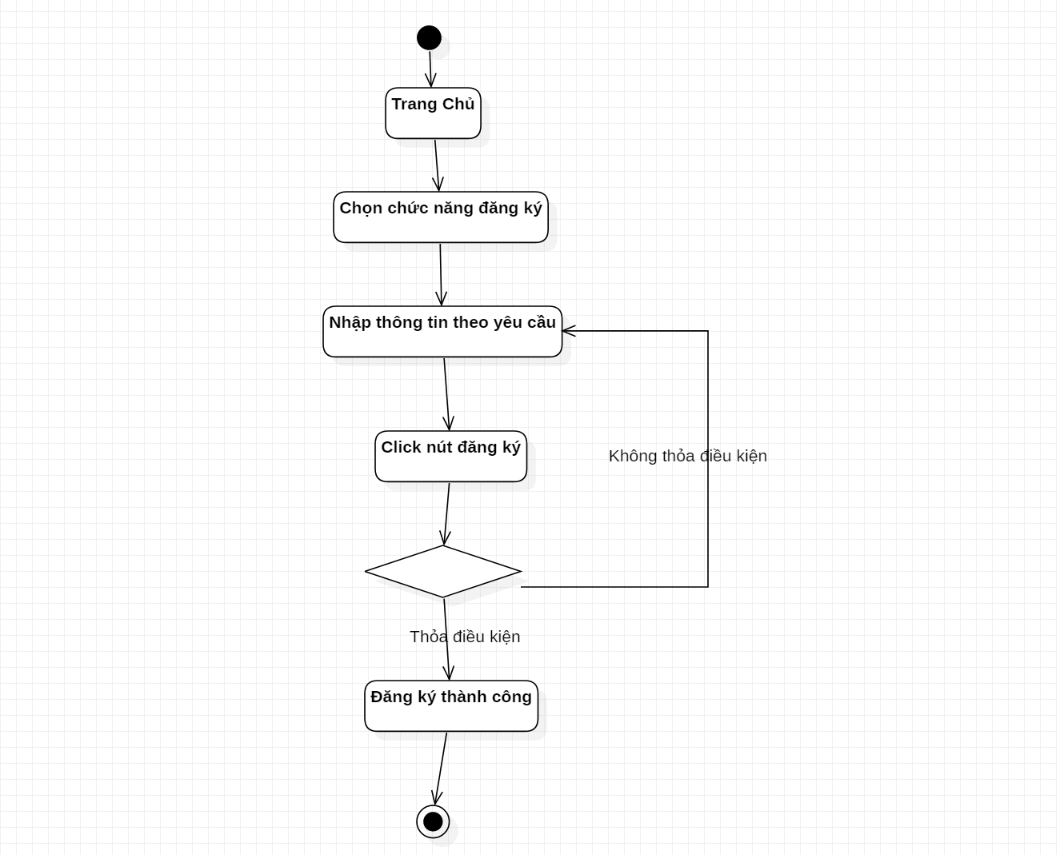 Trang Chủ
Chọn chức năng đăng ký
Nhập thông tin theo yêu cầu
Click nút đăng ký
Không thỏa điều kiện
Thỏa điều kiện
Đăng ký thành công